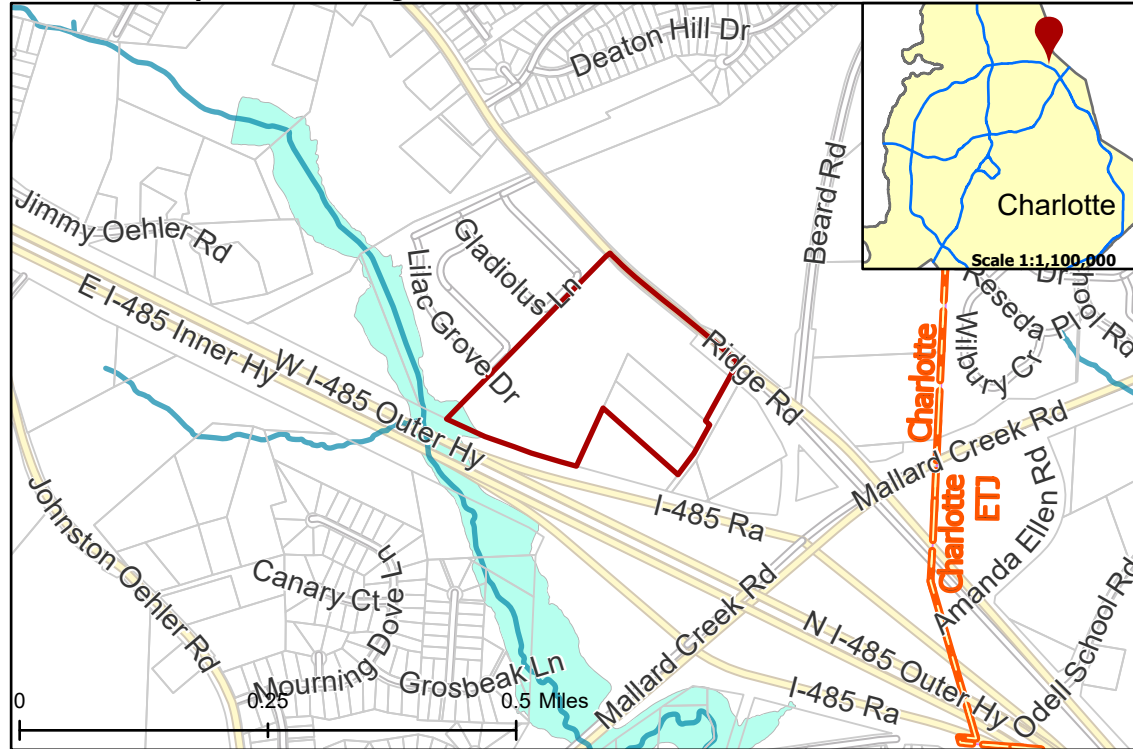 Deaton Hill Dr
Beard Rd
Charlotte
Scale 1:1,100,000
Jimmy Oehler Rd
Gladiolus Ln
Lilac Grove Dr
E I-485 Inner Hy
W I-485 Outer Hy
Ridge Rd
Reseda Pl
Dr
Rd
Wilbury Cr
Charlotte
Charlotte
ETJ
Mallard Creek Rd
I-485 Ra
Amanda Ellen Rd
Johnston Oehler Rd
Canary Ct
Mourning Dove Ln
Grosbeak Ln
Mallard Creek Rd
N I-485 Outer Hy
I-485 Ra
Odell School Rd
0
0.25
0.5 Miles